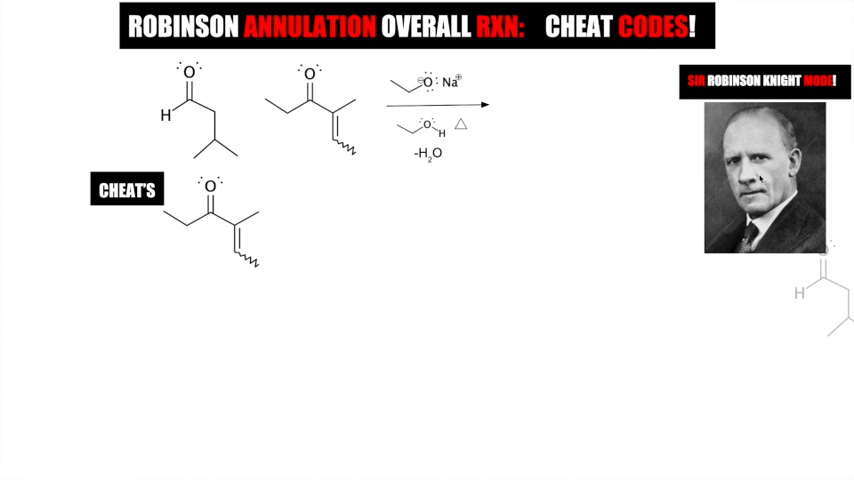 ROBINSON ANNULATION OVERALL RXN: CHEAT CODES!
SIR ROBINSON KNIGHT MODE!
O
H
O
⊖O: Na⊕
O
H
△
-H₂O
CHEAT'S
O
O
H